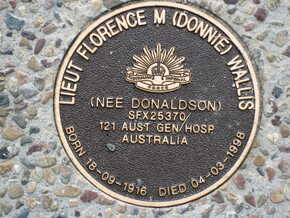 LIEUT FLORENCE M (DONNIE) WALLIS
(NEE DONALDSON)
SFX25370
121 AUST GEN/HOSP
AUSTRALIA
BORN 18-09-1916 DIED 04-03-1998